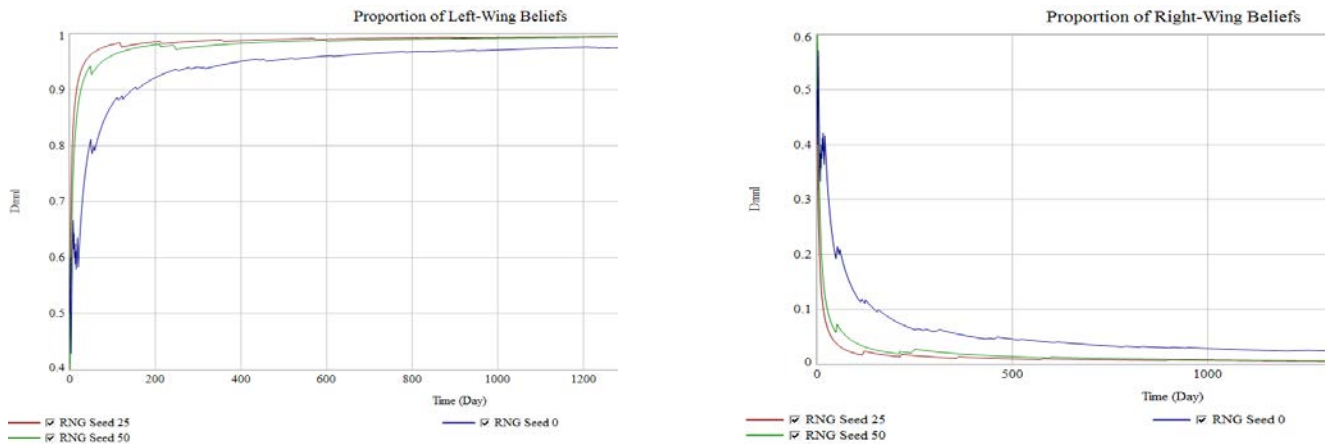 Proportion of Left-Wing Beliefs
1
0.9
0.8
0.7
0.6
0.5
0.4
Dmnl
0 200 400 600 800 1000 1200
Time (Day)
RNG Seed 25
RNG Seed 50
RNG Seed 0
Proportion of Right-Wing Beliefs
0.6
0.5
0.4
0.3
0.2
0.1
0
Dmnl
0 500 1000
Time (Day)
RNG Seed 25
RNG Seed 50
RNG Seed 0